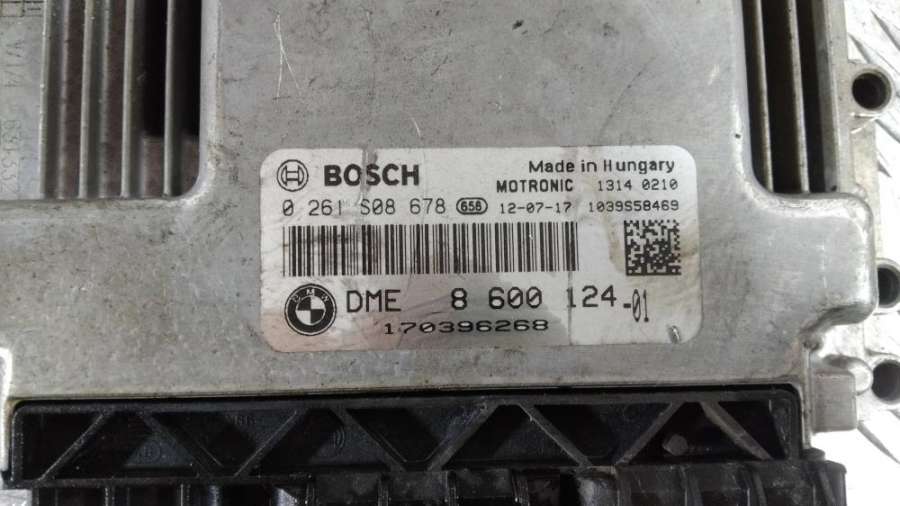 BOSCH
Made in Hungary
MOTRONIC 1314 0210
0 261 S08 678 656 12-07-17 1039S58469
BMW
DME 8 600 124-01
170396268